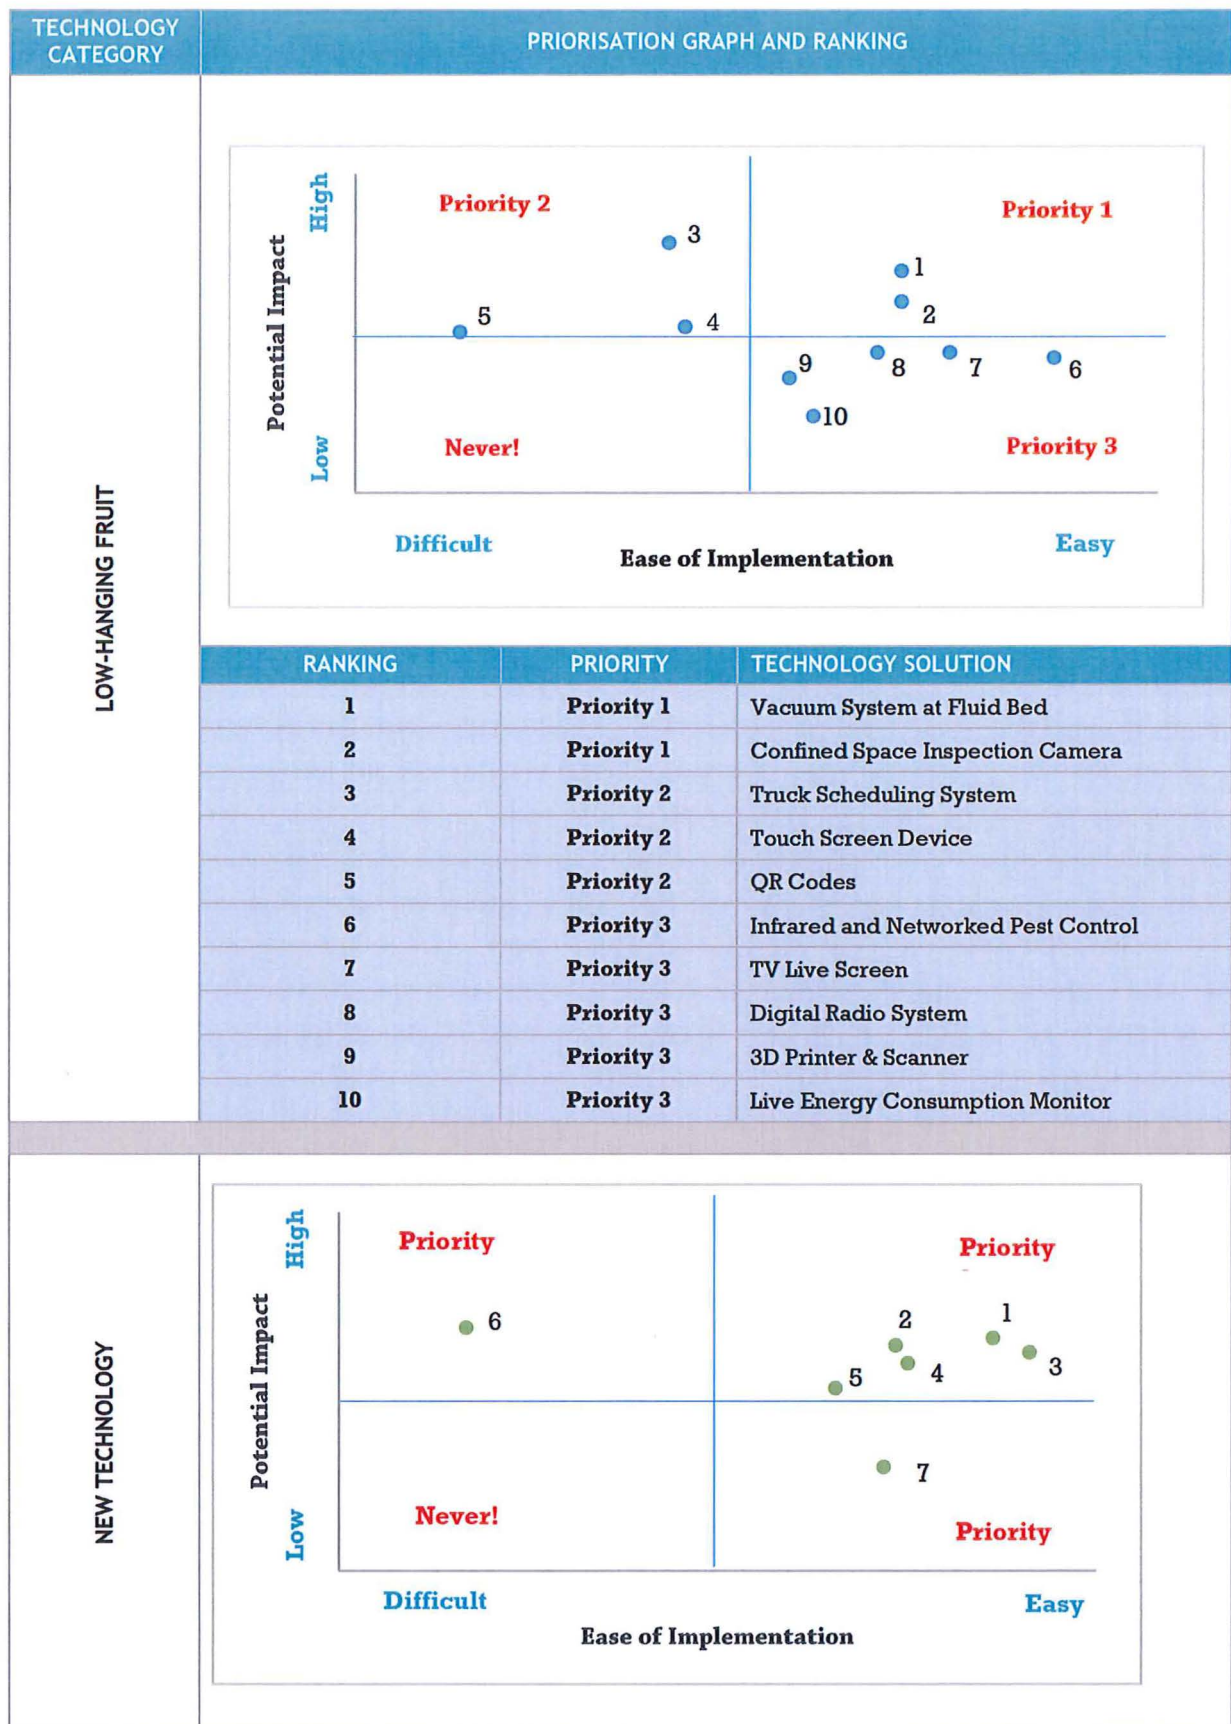 TECHNOLOGY
CATEGORY
PRIORISATION GRAPH AND RANKING
LOW-HANGING FRUIT
Potential Impact
High
Low
Priority 2
Priority 1
3
1
5
4
2
9
8
7
6
10
Never!
Priority 3
Difficult
Ease of Implementation
Easy
RANKING PRIORITY TECHNOLOGY SOLUTION
1 Priority 1 Vacuum System at Fluid Bed
2 Priority 1 Confined Space Inspection Camera
3 Priority 2 Truck Scheduling System
4 Priority 2 Touch Screen Device
5 Priority 2 QR Codes
6 Priority 3 Infrared and Networked Pest Control
7 Priority 3 TV Live Screen
8 Priority 3 Digital Radio System
9 Priority 3 3D Printer & Scanner
10 Priority 3 Live Energy Consumption Monitor
NEW TECHNOLOGY
Potential Impact
High
Low
Priority
Priority
6
2
1
4
3
5
7
Never!
Priority
Difficult
Easy
Ease of Implementation